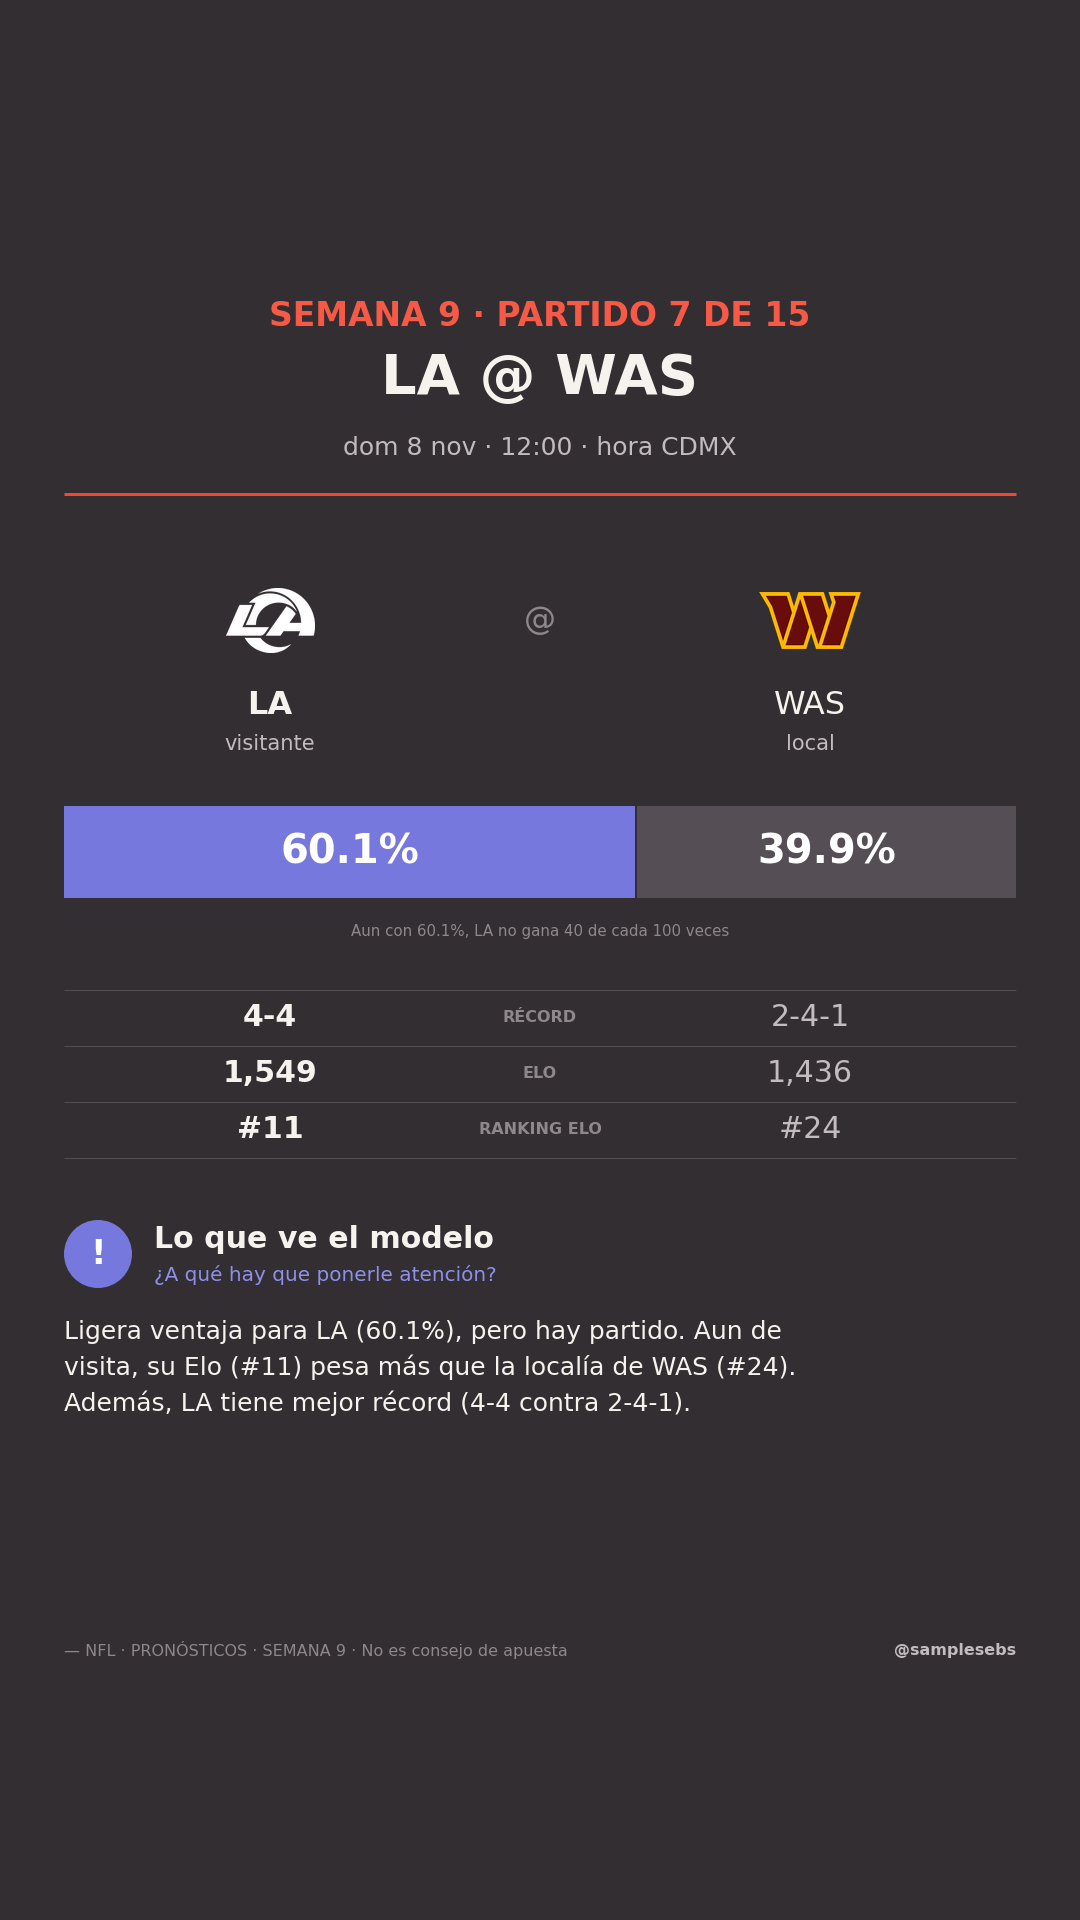 SEMANA 9 · PARTIDO 7 DE 15
LA @ WAS
dom 8 nov · 12:00 · hora CDMX
LA @ W
LA WAS
visitante local
60.1% 39.9%
Aun con 60.1%, LA no gana 40 de cada 100 veces
4-4 RÉCORD 2-4-1
1,549 ELO 1,436
#11 RANKING ELO #24
! Lo que ve el modelo
¿A qué hay que ponerle atención?
Ligera ventaja para LA (60.1%), pero hay partido. Aun de
visita, su Elo (#11) pesa más que la localía de WAS (#24).
Además, LA tiene mejor récord (4-4 contra 2-4-1).
— NFL · PRONÓSTICOS · SEMANA 9 · No es consejo de apuesta @samplesebs